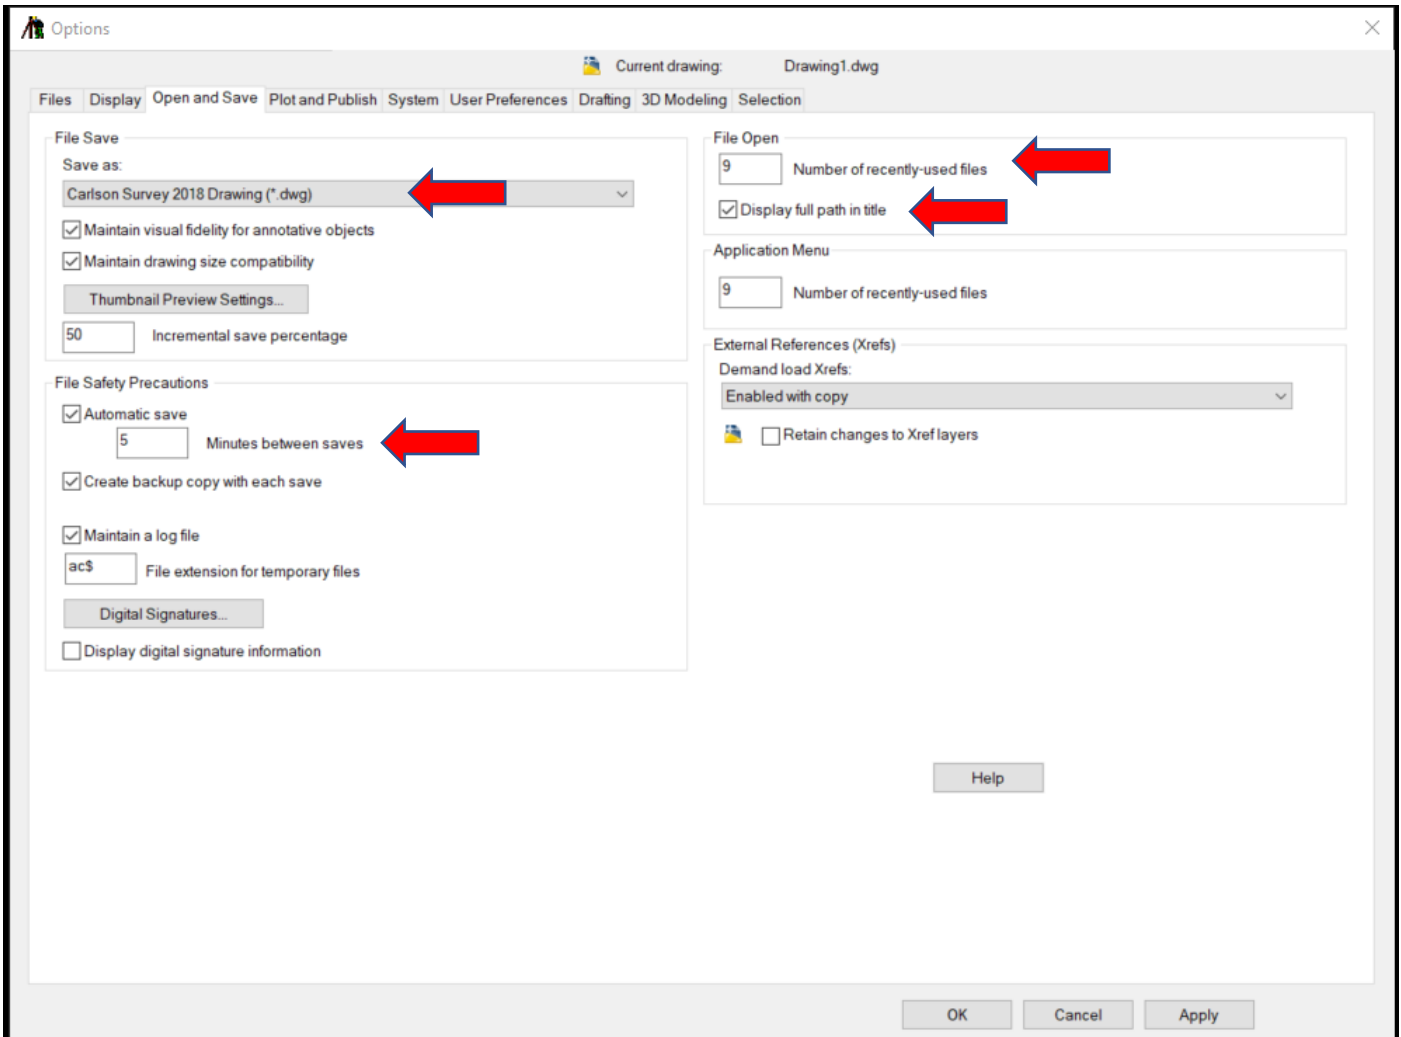 Options
Current drawing: Drawing1.dwg
Files Display Open and Save Plot and Publish System User Preferences Drafting 3D Modeling Selection
File Save
Save as:
Carlson Survey 2018 Drawing (*.dwg)
Maintain visual fidelity for annotative objects
Maintain drawing size compatibility
Thumbnail Preview Settings...
50 Incremental save percentage
File Safety Precautions
Automatic save
5 Minutes between saves
Create backup copy with each save
Maintain a log file
ac$ File extension for temporary files
Digital Signatures...
Display digital signature information
File Open
9 Number of recently-used files
Display full path in title
Application Menu
9 Number of recently-used files
External References (Xrefs)
Demand load Xrefs:
Enabled with copy
Retain changes to Xref layers
Help
OK Cancel Apply